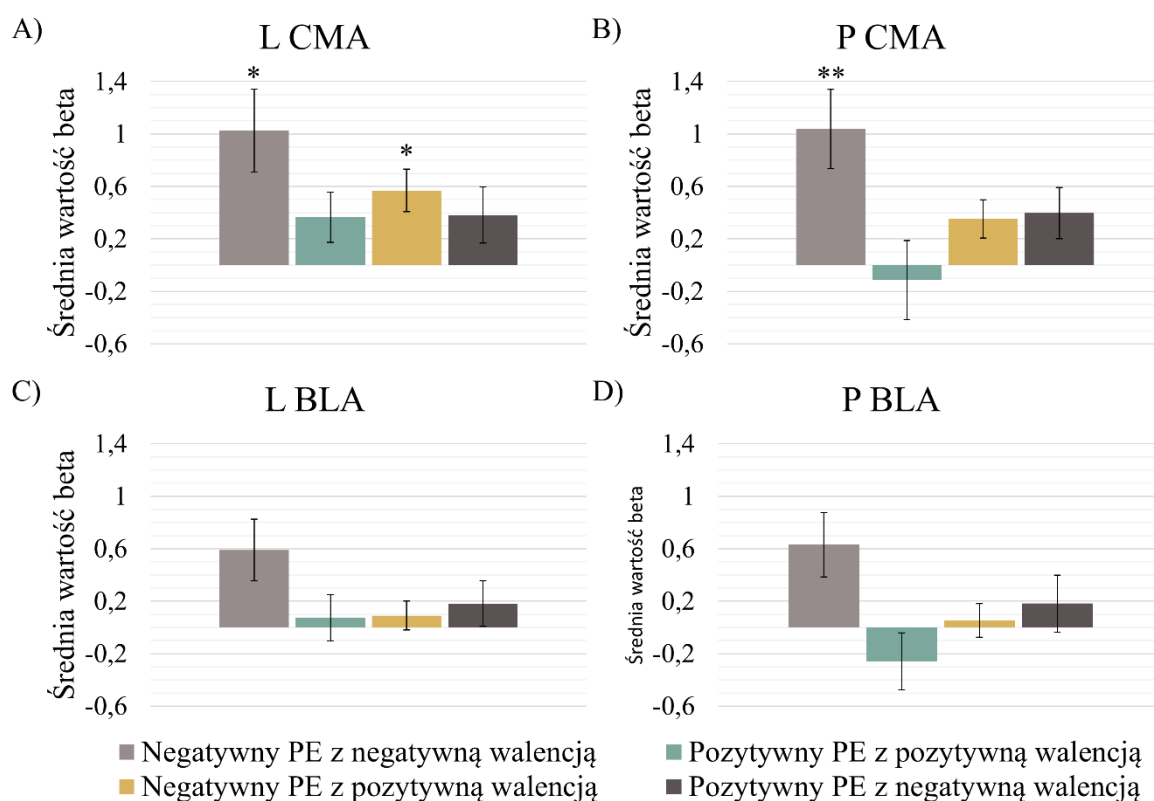 A)
L CMA
Średnia wartość beta
1,4
1
0,6
0,2
-0,2
-0,6
*
*
B)
P CMA
Średnia wartość beta
1,4
1
0,6
0,2
-0,2
-0,6
**
C)
L BLA
Średnia wartość beta
1,4
1
0,6
0,2
-0,2
-0,6
D)
P BLA
Średnia wartość beta
1,4
1
0,6
0,2
-0,2
-0,6
Negatywny PE z negatywną walencją
Pozytywny PE z pozytywną walencją
Negatywny PE z pozytywną walencją
Pozytywny PE z negatywną walencją